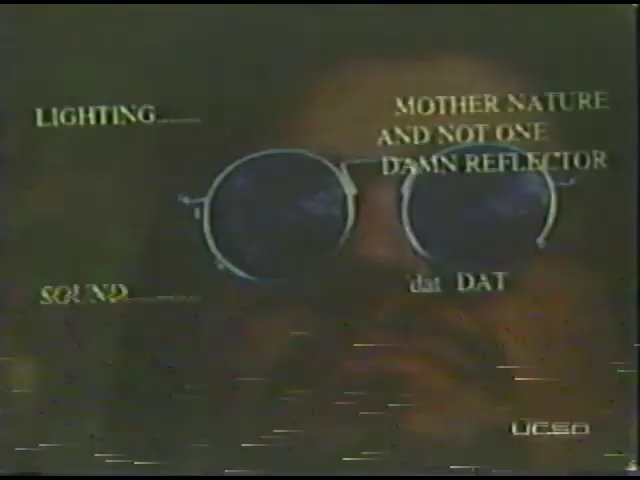 LIGHTING......
MOTHER NATURE
AND NOT ONE
DAMN REFLECTOR
SOUND............
'dat DAT
UCSD